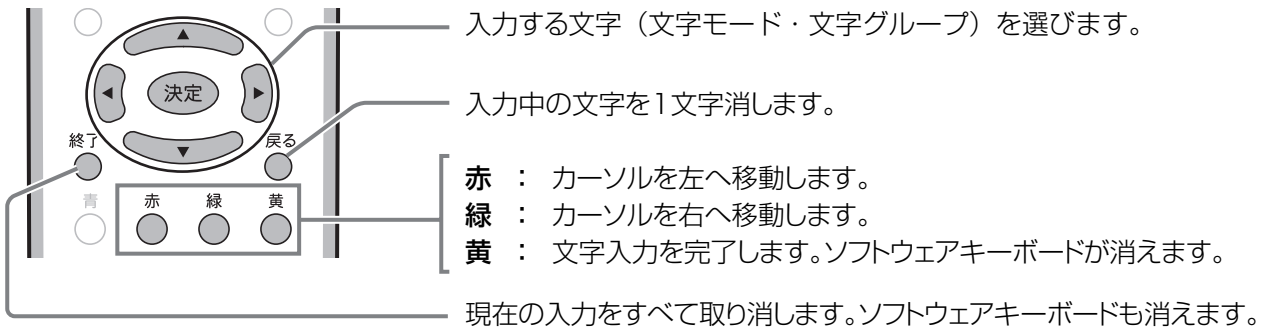 入力する文字（文字モード・文字グループ）を選びます。
決定
入力中の文字を1文字消します。
終了
戻る
青
赤
緑
黄
赤 ： カーソルを左へ移動します。
緑 ： カーソルを右へ移動します。
黄 ： 文字入力を完了します。ソフトウェアキーボードが消えます。
現在の入力をすべて取り消します。ソフトウェアキーボードも消えます。